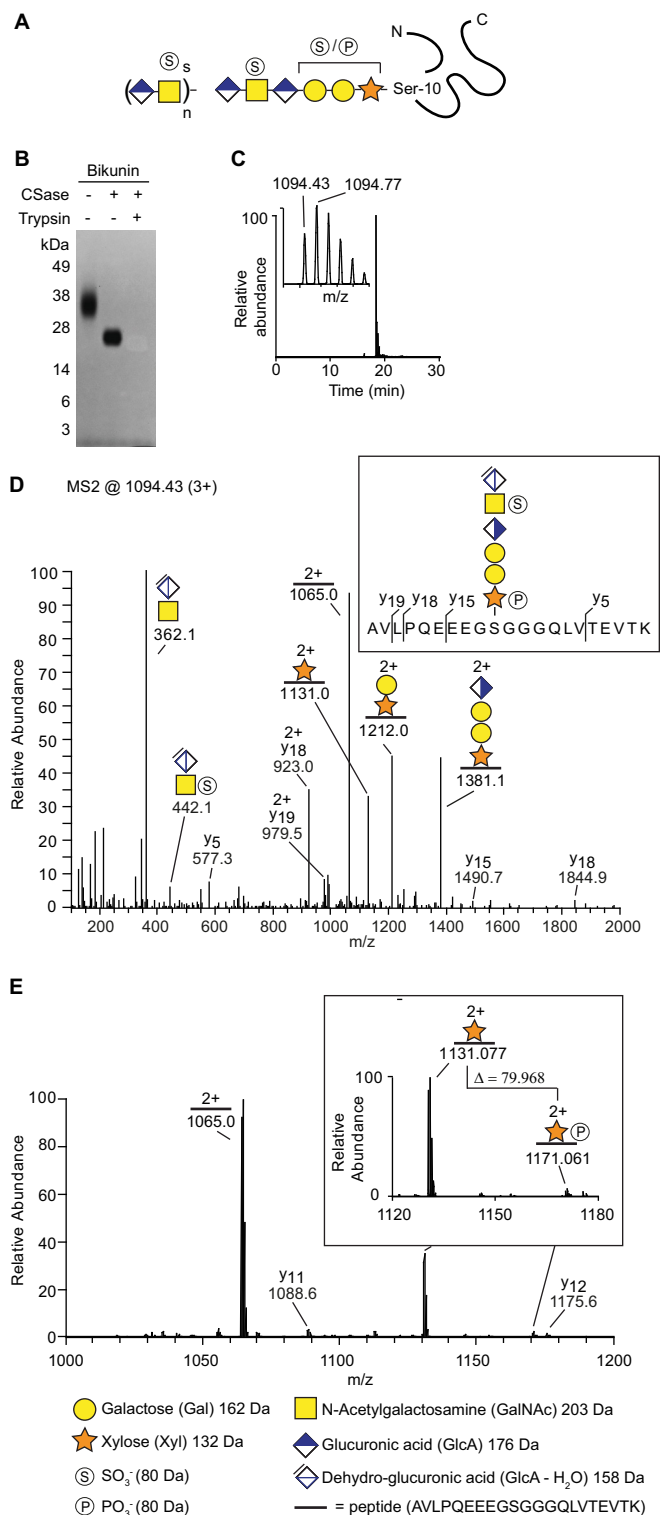 A
S s
S
S / P
N
C
( ) n
Ser-10
B
Bikunin
CSase - + +
Trypsin - - +
kDa
49
38
28
14
6
3
C
1094.43
1094.77
100
Relative abundance
m/z
0
0 10 20 30
Time (min)
D
MS2 @ 1094.43 (3+)
S
P
y19 y18 y15 y5
AVLPQEEEGSGGGQLVTEVTK
100
90
80
70
60
50
40
30
20
10
0
Relative Abundance
362.1
S
442.1
y5
577.3
2+
y18
923.0
2+
y19
979.5
2+
1065.0
2+
1131.0
2+
1212.0
2+
1381.1
y15
1490.7
y18
1844.9
200 400 600 800 1000 1200 1400 1600 1800 2000
m/z
E
2+
1131.077
Δ = 79.968
2+
P
1171.061
100
Relative Abundance
0
1120 1150 1180
100
80
60
40
20
0
Relative Abundance
2+
1065.0
y11
1088.6
y12
1175.6
1000 1050 1100 1150 1200
m/z
Galactose (Gal) 162 Da
N-Acetylgalactosamine (GalNAc) 203 Da
Xylose (Xyl) 132 Da
Glucuronic acid (GlcA) 176 Da
S SO3- (80 Da)
Dehydro-glucuronic acid (GlcA - H2O) 158 Da
P PO3- (80 Da)
= peptide (AVLPQEEEGSGGGQLVTEVTK)